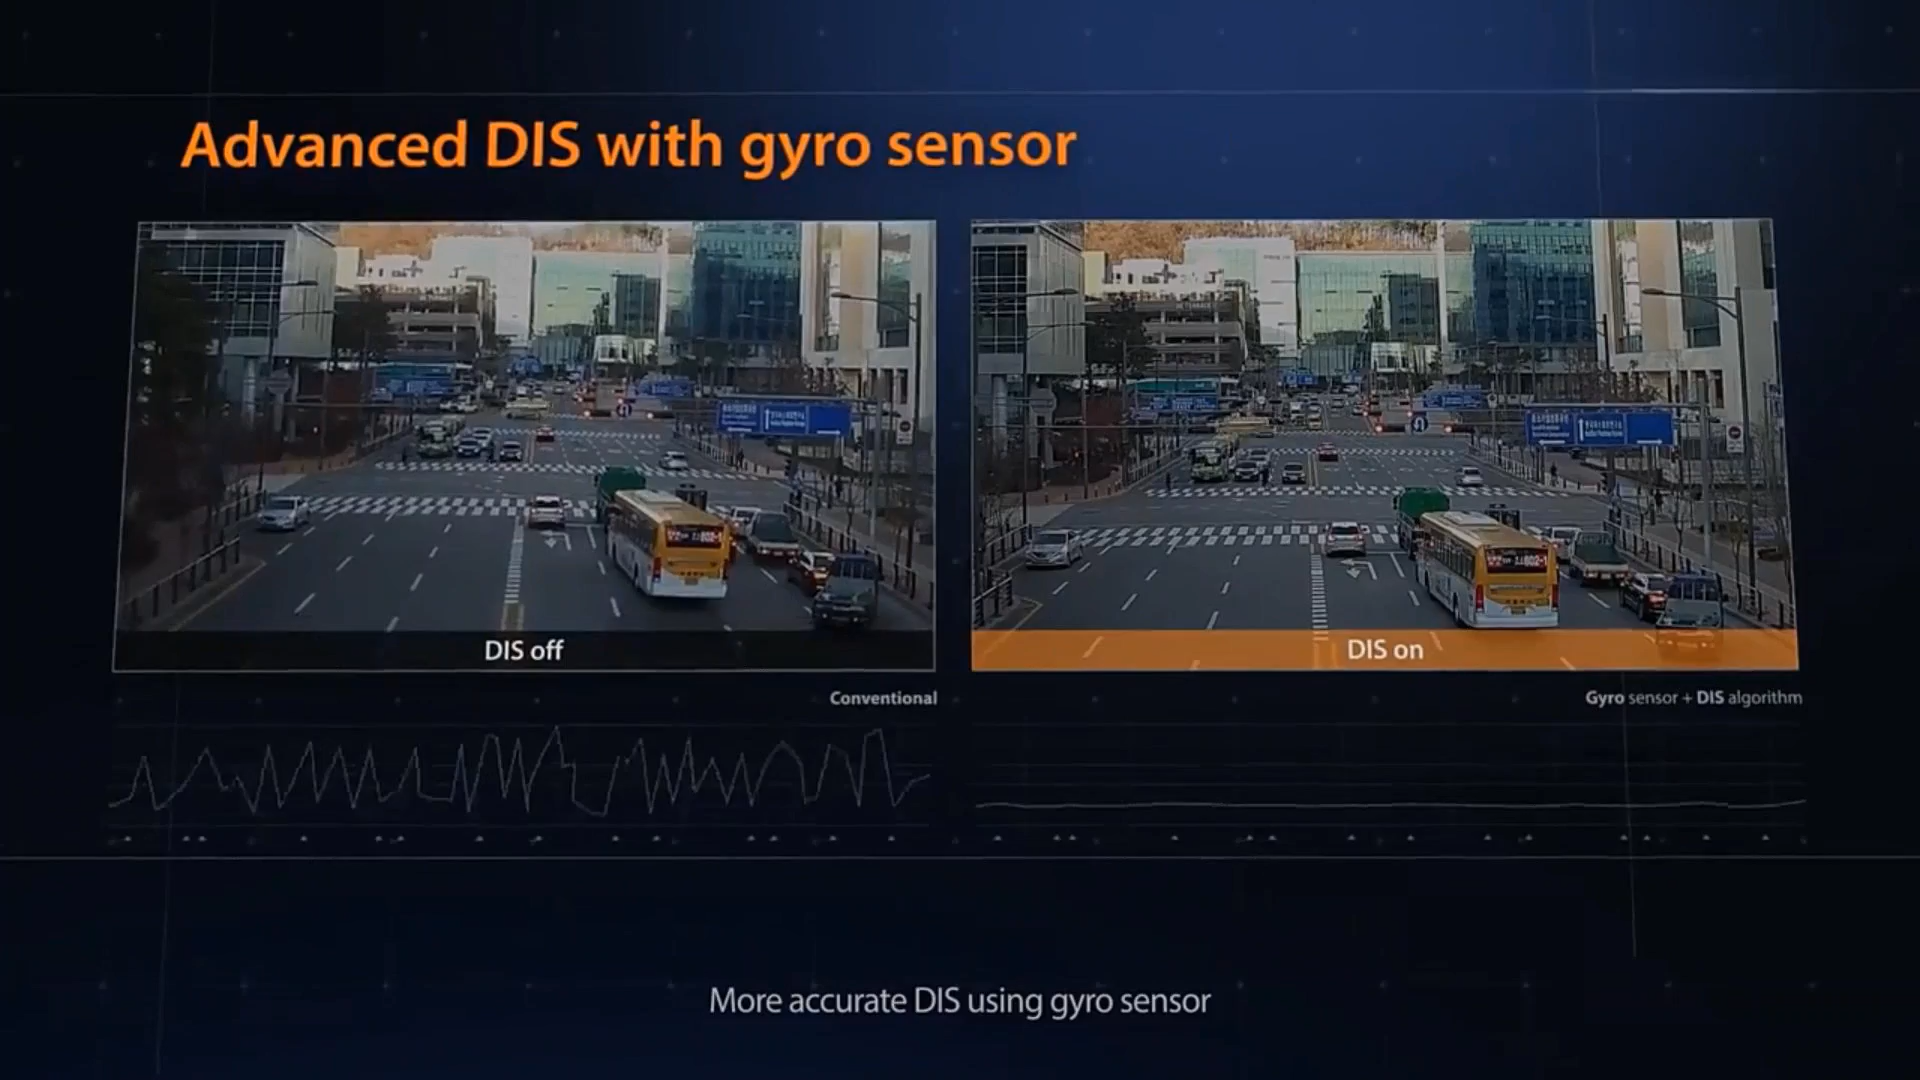 Advanced DIS with gyro sensor
DIS off
DIS on
Conventional
Gyro sensor + DIS algorithm
More accurate DIS using gyro sensor